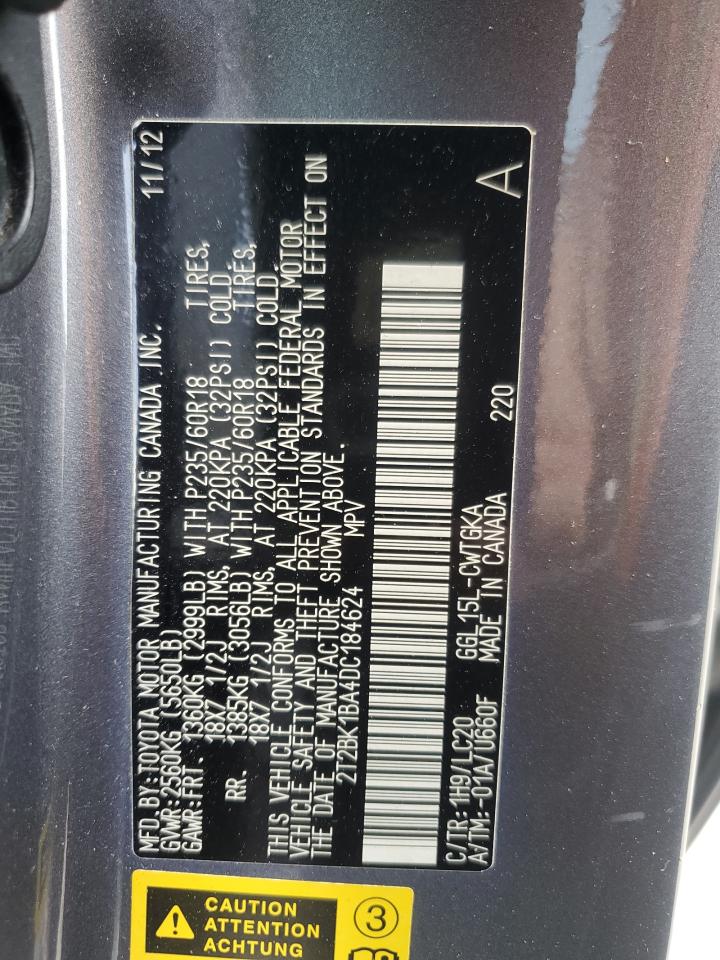 MFD.BY:TOYOTA MOTOR MANUFACTURING CANADA INC. 11/12
GVWR:2560KG (5650LB)
GAWR:FRT. 1360KG (2999LB) WITH P235/60R18 TIRES,
18X7 1/2J RIMS, AT 220KPA (32PSI) COLD.
RR. 1385KG (3056LB) WITH P235/60R18 TIRES,
18X7 1/2J RIMS, AT 220KPA (32PSI) COLD.
THIS VEHICLE CONFORMS TO ALL APPLICABLE FEDERAL MOTOR
VEHICLE SAFETY AND THEFT PREVENTION STANDARDS IN EFFECT ON
THE DATE OF MANUFACTURE SHOWN ABOVE.
2T2BK1BA4DC184624 MPV
C/TR:1H9/LC20 GGL15L-CWTGKA 220 A
A/TM:-01A/U660F MADE IN CANADA
CAUTION
ATTENTION
ACHTUNG
3